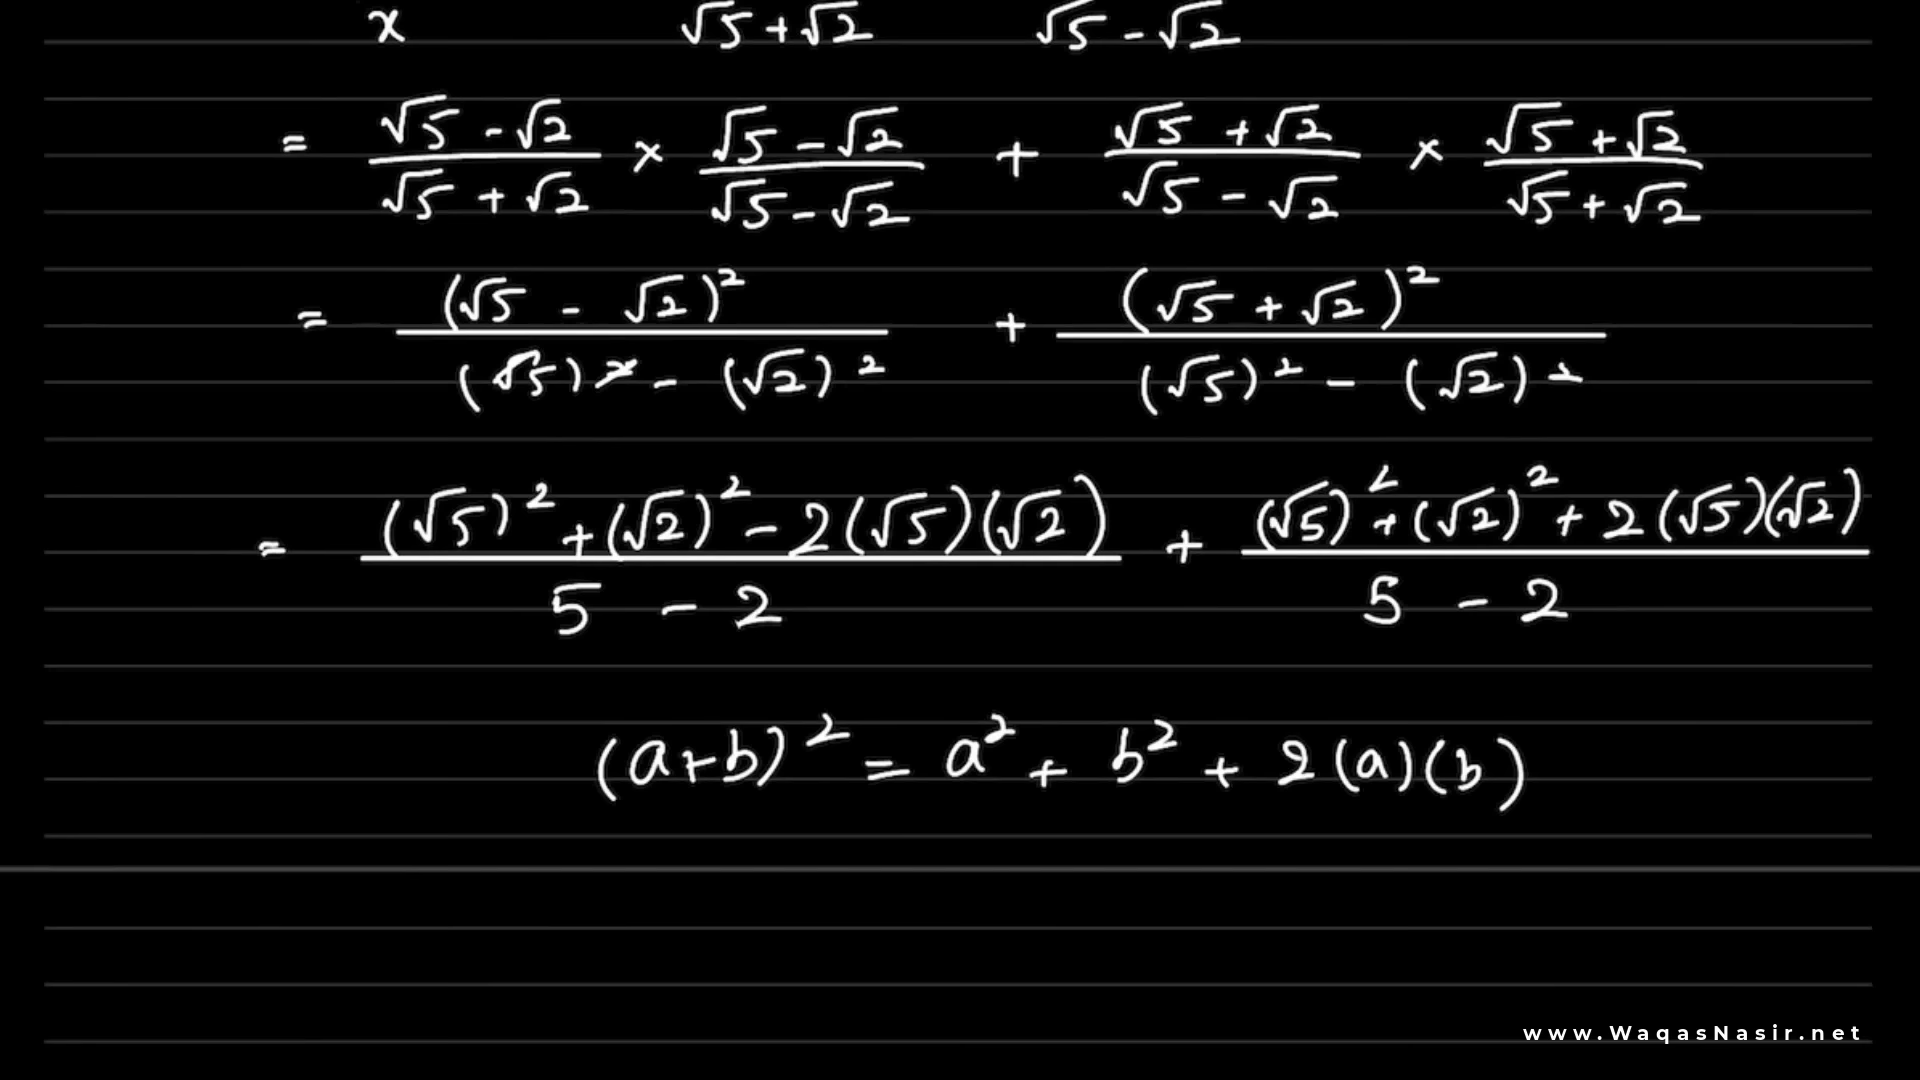 x √5 + √2 √5 - √2
= (√5 - √2)/(√5 + √2) × (√5 - √2)/(√5 - √2) + (√5 + √2)/(√5 - √2) × (√5 + √2)/(√5 + √2)
= (√5 - √2)²/((√5)² - (√2)²) + (√5 + √2)²/((√5)² - (√2)²)
= ((√5)² + (√2)² - 2(√5)(√2))/(5 - 2) + ((√5)² + (√2)² + 2(√5)(√2))/(5 - 2)
(a+b)² = a² + b² + 2(a)(b)
www.WaqasNasir.net